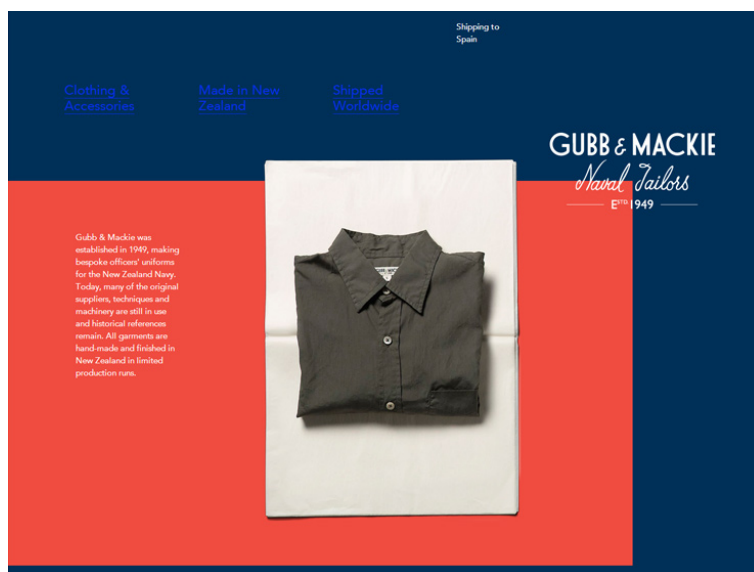 Shipping to
Spain
Clothing &
Accessories
Made in New
Zealand
Shipped
Worldwide
GUBB & MACKIE
Naval Tailors
ESTD 1949
Gubb & Mackie was
established in 1949, making
bespoke officers' uniforms
for the New Zealand Navy.
Today, many of the original
suppliers, techniques and
machinery are still in use
and historical references
remain. All garments are
hand-made and finished in
New Zealand in limited
production runs.